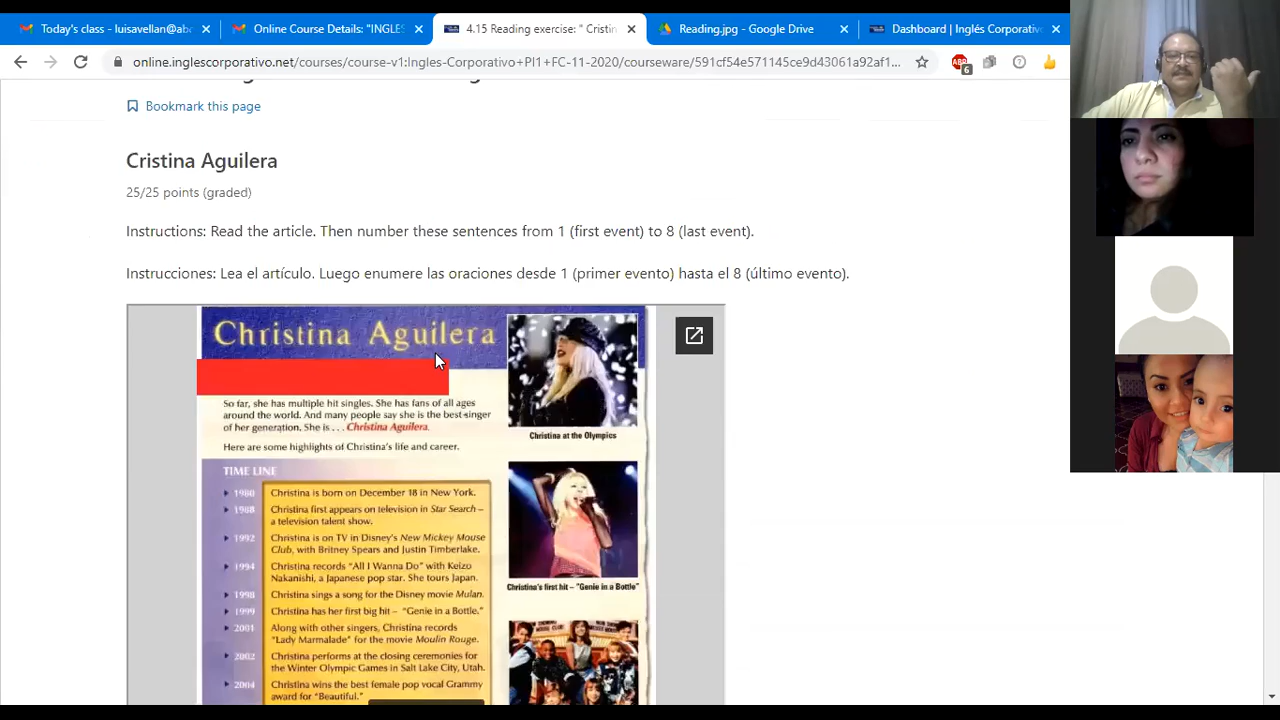 Today's class - luisavellan@abc
Online Course Details: "INGLES
4.15 Reading exercise: " Cristin
Reading.jpg - Google Drive
Dashboard | Inglés Corporativo
online.inglescorporativo.net/courses/course-v1:Ingles-Corporativo+PI1+FC-11-2020/courseware/591cf54e571145ce9d43061a92af1...
ABP
6
Bookmark this page
Cristina Aguilera
25/25 points (graded)
Instructions: Read the article. Then number these sentences from 1 (first event) to 8 (last event).
Instrucciones: Lea el artículo. Luego enumere las oraciones desde 1 (primer evento) hasta el 8 (último evento).
Christina Aguilera
So far, she has multiple hit singles. She has fans of all ages
around the world. And many people say she is the best singer
of her generation. She is . . . Christina Aguilera.
Here are some highlights of Christina's life and career.
Christina at the Olympics
TIME LINE
1980 Christina is born on December 18 in New York.
1988 Christina first appears on television in Star Search –
a television talent show.
1992 Christina is on TV in Disney's New Mickey Mouse
Club, with Britney Spears and Justin Timberlake.
1994 Christina records "All I Wanna Do" with Keizo
Nakanishi, a Japanese pop star. She tours Japan.
1998 Christina sings a song for the Disney movie Mulan.
1999 Christina has her first big hit – "Genie in a Bottle."
2001 Along with other singers, Christina records
"Lady Marmalade" for the movie Moulin Rouge.
2002 Christina performs at the closing ceremonies for
the Winter Olympic Games in Salt Lake City, Utah.
2004 Christina wins the best female pop vocal Grammy
award for "Beautiful."
Christina's first hit – "Genie in a Bottle"